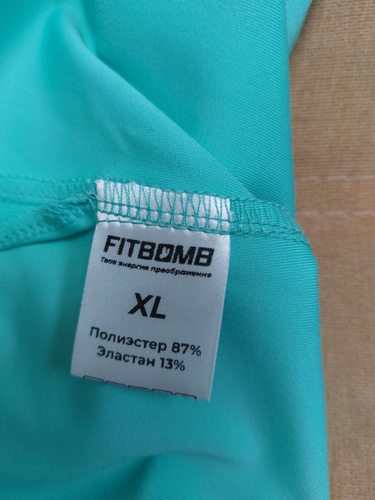 FITBOMB
Твоя энергия преображения
XL
Полиэстер 87%
Эластан 13%